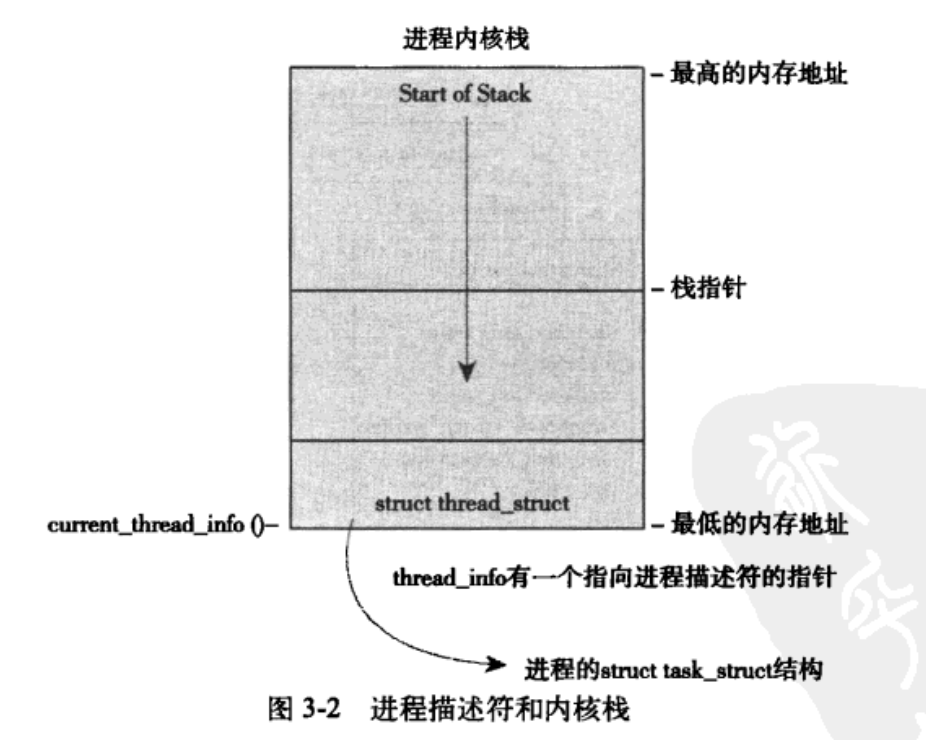 进程内核栈
最高的内存地址
Start of Stack
栈指针
struct thread_struct
current_thread_info ()
最低的内存地址
thread_info有一个指向进程描述符的指针
进程的struct task_struct结构
图 3-2 进程描述符和内核栈